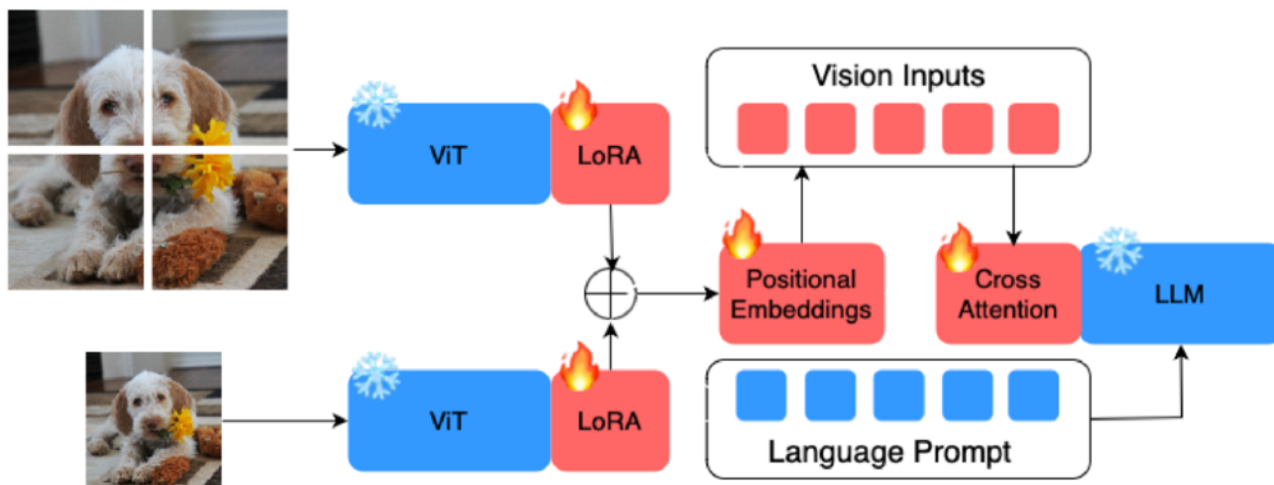 Vision Inputs
ViT
LoRA
Positional
Embeddings
Cross
Attention
LLM
ViT
LoRA
Language Prompt